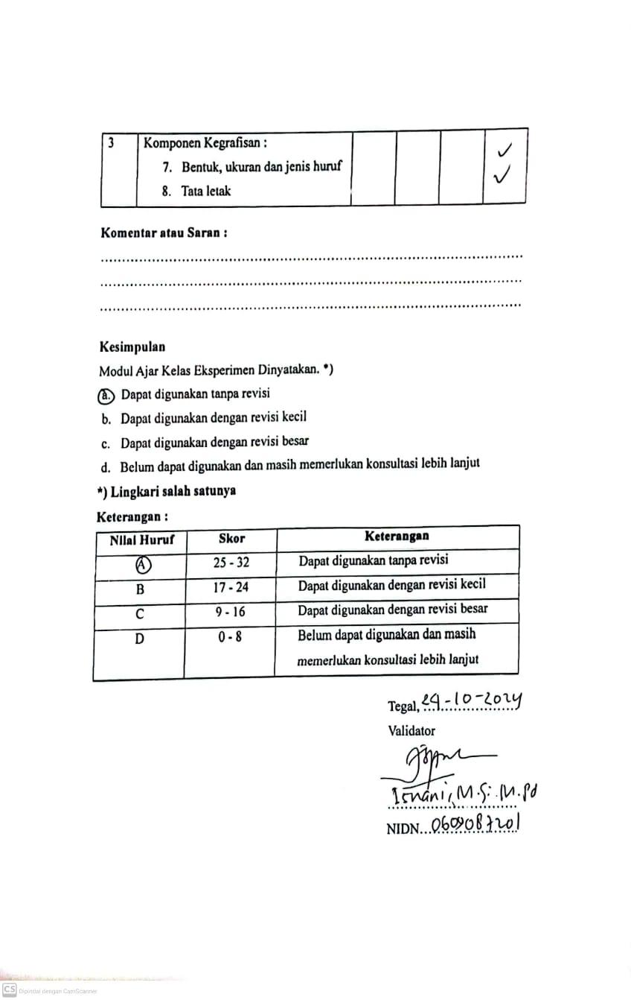 3 Komponen Kegrafisan :
7. Bentuk, ukuran dan jenis huruf ✓
8. Tata letak ✓
Komentar atau Saran :
Kesimpulan
Modul Ajar Kelas Eksperimen Dinyatakan. *)
a. Dapat digunakan tanpa revisi
b. Dapat digunakan dengan revisi kecil
c. Dapat digunakan dengan revisi besar
d. Belum dapat digunakan dan masih memerlukan konsultasi lebih lanjut
*) Lingkari salah satunya
Keterangan :
Nilai Huruf Skor Keterangan
A 25 - 32 Dapat digunakan tanpa revisi
B 17 - 24 Dapat digunakan dengan revisi kecil
C 9 - 16 Dapat digunakan dengan revisi besar
D 0 - 8 Belum dapat digunakan dan masih
memerlukan konsultasi lebih lanjut
Tegal, 29-10-2024
Validator
Isnani, M.Si. M.Pd
NIDN...0609087201
CS Dipindai dengan CamScanner